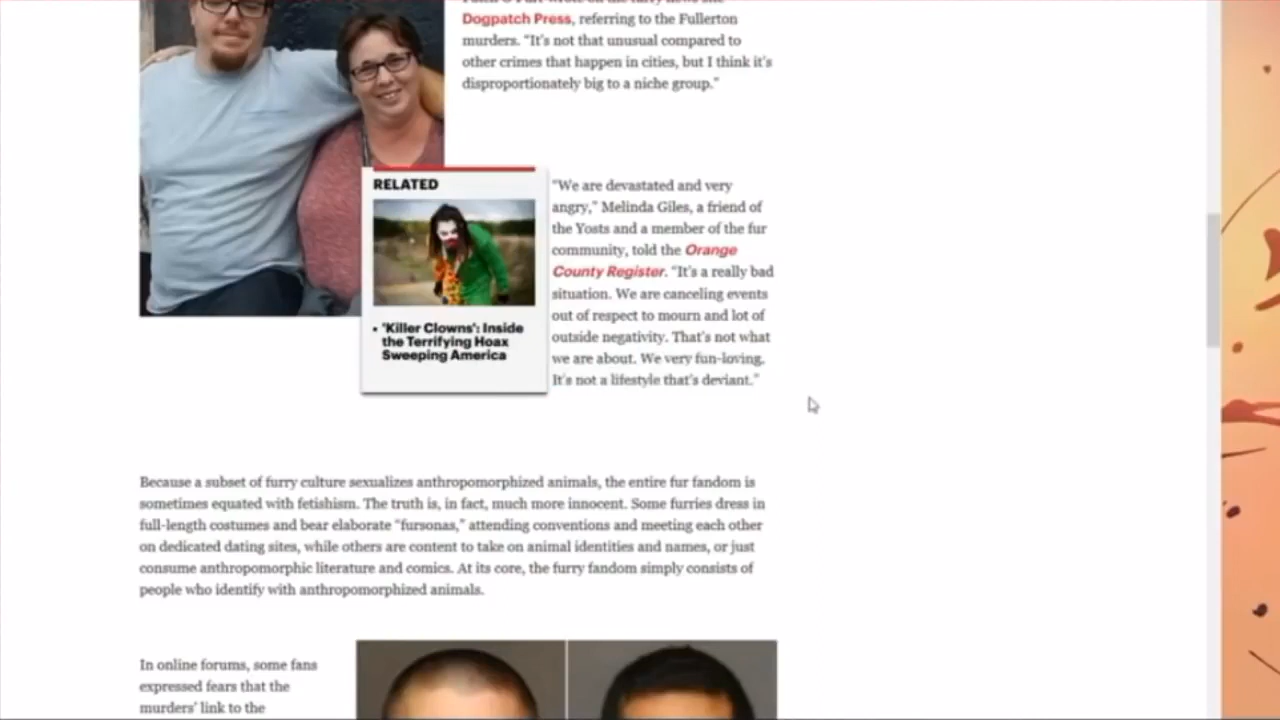 Dogpatch Press, referring to the Fullerton
murders. “It’s not that unusual compared to
other crimes that happen in cities, but I think it’s
disproportionately big to a niche group.”
RELATED
• ‘Killer Clowns’: Inside
the Terrifying Hoax
Sweeping America
“We are devastated and very
angry,” Melinda Giles, a friend of
the Yosts and a member of the fur
community, told the Orange
County Register. “It’s a really bad
situation. We are canceling events
out of respect to mourn and lot of
outside negativity. That’s not what
we are about. We very fun-loving.
It’s not a lifestyle that’s deviant.”
Because a subset of furry culture sexualizes anthropomorphized animals, the entire fur fandom is
sometimes equated with fetishism. The truth is, in fact, much more innocent. Some furries dress in
full-length costumes and bear elaborate “fursonas,” attending conventions and meeting each other
on dedicated dating sites, while others are content to take on animal identities and names, or just
consume anthropomorphic literature and comics. At its core, the furry fandom simply consists of
people who identify with anthropomorphized animals.
In online forums, some fans
expressed fears that the
murders’ link to the